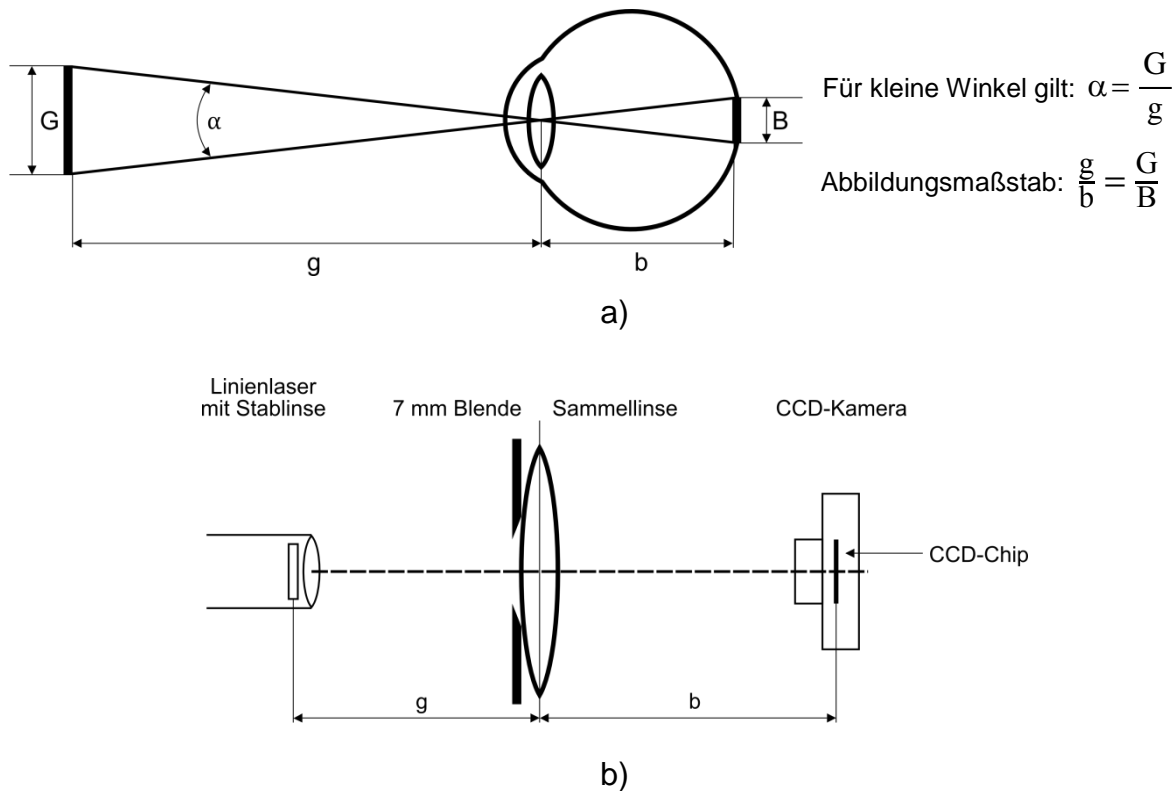 G
α
B
g
b
Für kleine Winkel gilt: α = G/g
Abbildungsmaßstab: g/b = G/B
a)
Linienlaser
mit Stablinse
7 mm Blende
Sammellinse
CCD-Kamera
CCD-Chip
g
b
b)